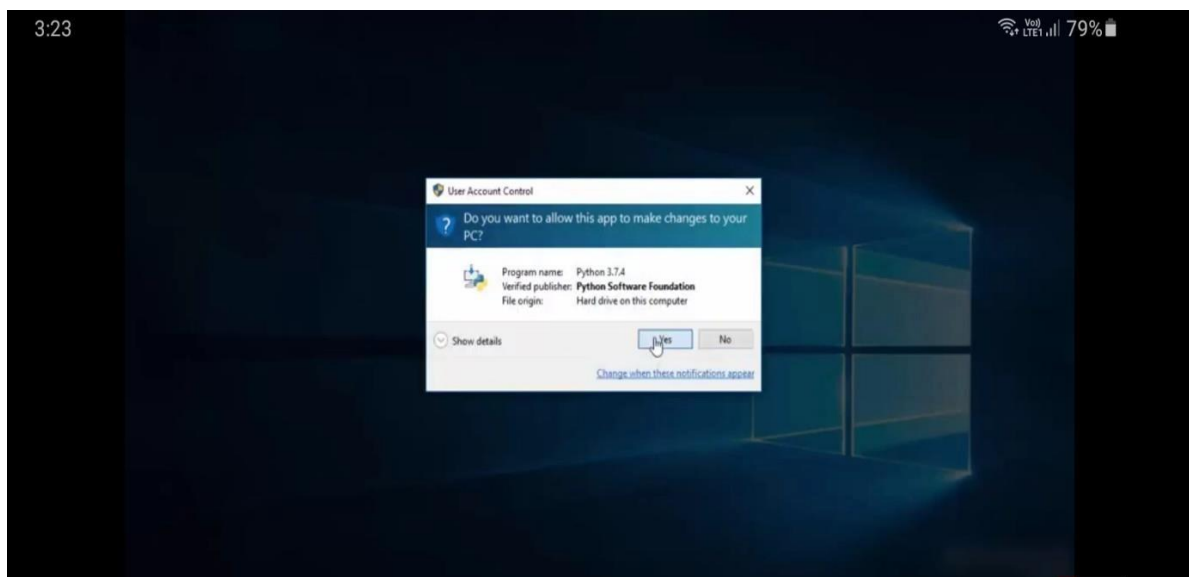 3:23
Vo))
LTE1
79%
User Account Control
Do you want to allow this app to make changes to your
PC?
Program name: Python 3.7.4
Verified publisher: Python Software Foundation
File origin: Hard drive on this computer
Show details
Yes
No
Change when these notifications appear